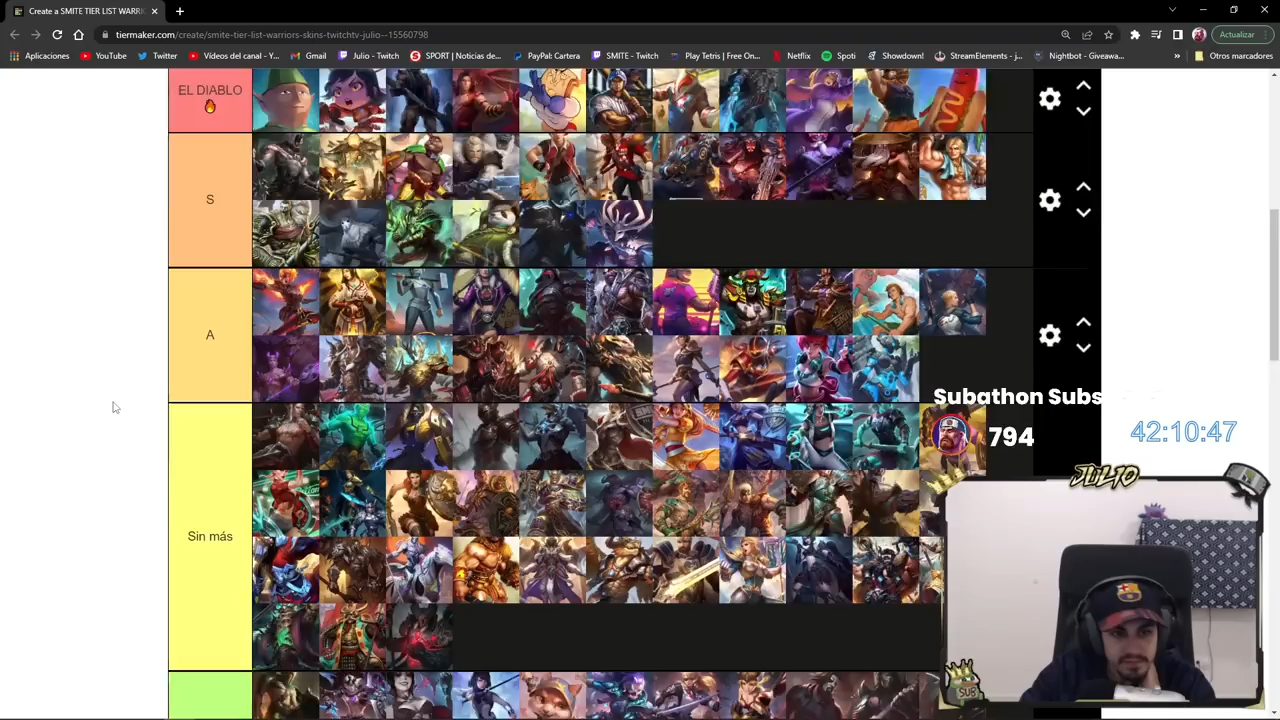 Create a SMITE TIER LIST WARRI
tiermaker.com/create/smite-tier-list-warriors-skins-twitchtv-julio--15560798
Actualizar
Aplicaciones
YouTube
Twitter
Vídeos del canal - Y...
Gmail
Julio - Twitch
SPORT | Noticias de...
PayPal Cartera
SMITE - Twitch
Play Tetris | Free On...
Netflix
Spoti
Showdown!
StreamElements - j...
Nightbot - Giveawa...
Otros marcadores
EL DIABLO
S
A
Sin más
Subathon Subs
794
42:10:47
JULIO
SUB